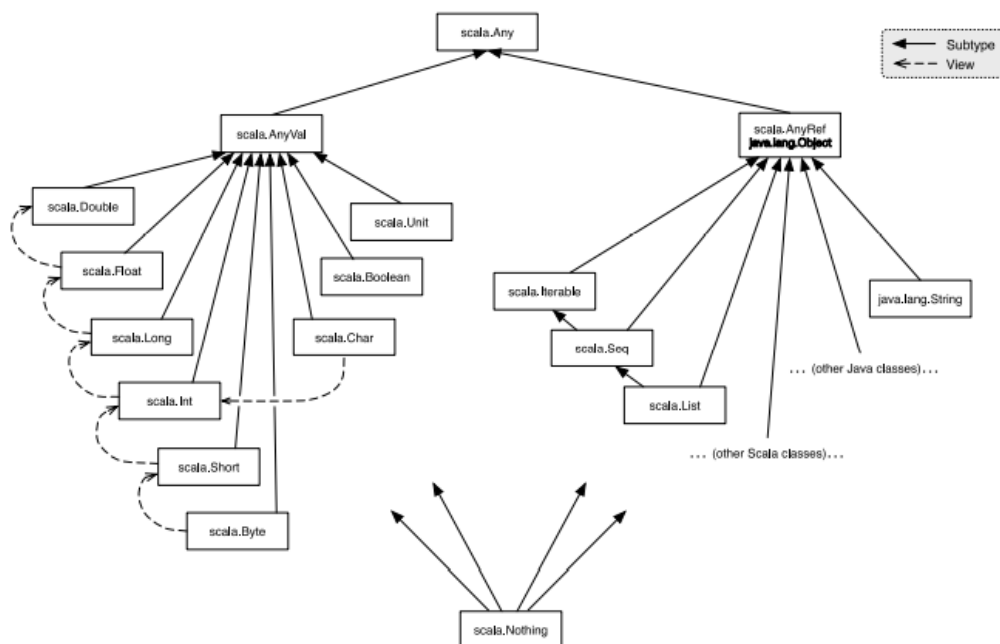 scala.Any
Subtype
View
scala.AnyVal
scala.AnyRef
java.lang.Object
scala.Double
scala.Unit
scala.Float
scala.Boolean
scala.Iterable
java.lang.String
scala.Long
scala.Char
scala.Seq
... (other Java classes)...
scala.Int
scala.List
scala.Short
... (other Scala classes)...
scala.Byte
scala.Nothing